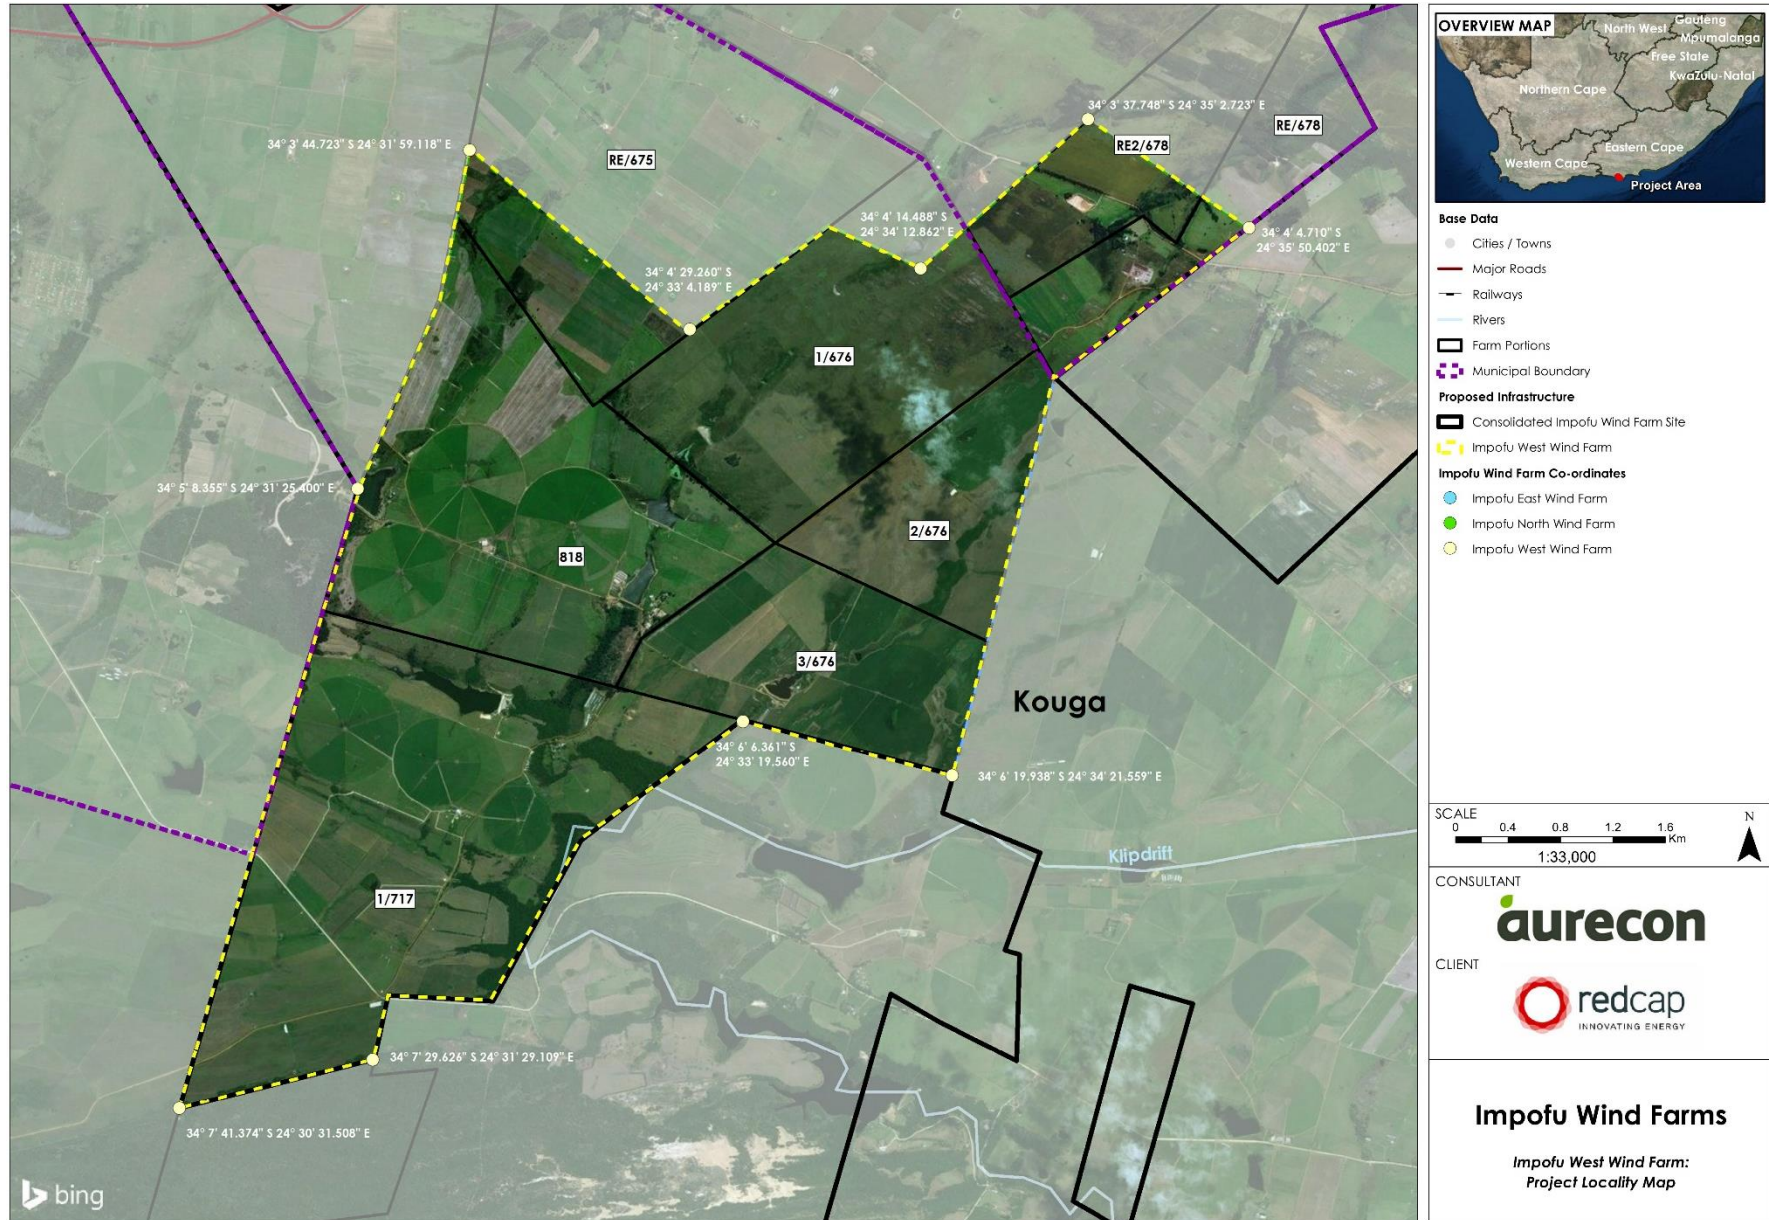 34° 3' 37.748" S 24° 35' 2.723" E
RE/678
34° 3' 44.723" S 24° 31' 59.118" E
RE/675
RE2/678
34° 4' 14.488" S
24° 34' 12.862" E
34° 4' 4.710" S
24° 35' 50.402" E
34° 4' 29.260" S
24° 33' 4.189" E
1/676
34° 5' 8.355" S 24° 31' 25.400" E
2/676
818
3/676
Kouga
34° 6' 6.361" S
24° 33' 19.560" E
34° 6' 19.938" S 24° 34' 21.559" E
Klipdrift
1/717
34° 7' 29.626" S 24° 31' 29.109" E
34° 7' 41.374" S 24° 30' 31.508" E
bing
OVERVIEW MAP
North West
Gauteng
Mpumalanga
Free State
KwaZulu-Natal
Northern Cape
Eastern Cape
Western Cape
Project Area
Base Data
Cities / Towns
Major Roads
Railways
Rivers
Farm Portions
Municipal Boundary
Proposed Infrastructure
Consolidated Impofu Wind Farm Site
Impofu West Wind Farm
Impofu Wind Farm Co-ordinates
Impofu East Wind Farm
Impofu North Wind Farm
Impofu West Wind Farm
SCALE
0 0.4 0.8 1.2 1.6
Km
1:33,000
N
CONSULTANT
aurecon
CLIENT
redcap
INNOVATING ENERGY
Impofu Wind Farms
Impofu West Wind Farm:
Project Locality Map